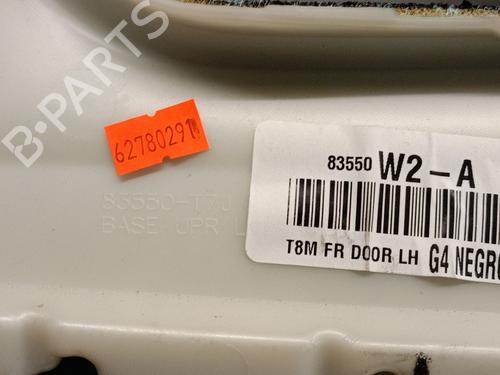 62780291
83550 W2-A
83550-T7J
BASE UPR L
T8M FR DOOR LH G4 NEGRO
B-PARTS